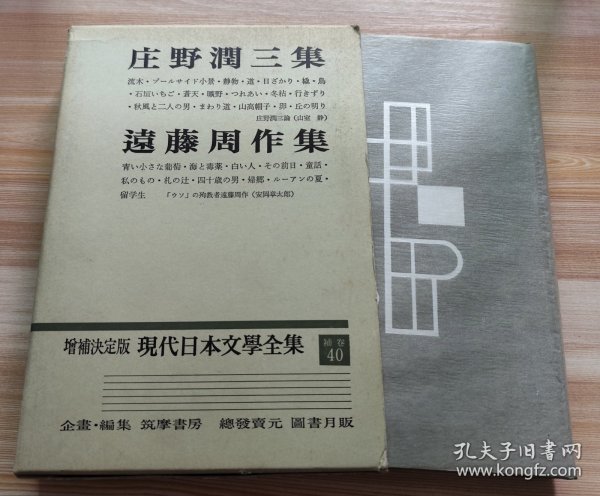 庄野潤三集
流木・プールサイド小景・静物・道・目ざかり・橇・鳥
・石垣いちご・蒼天・曠野・つれあい・冬枯・行きずり
・秋風と二人の男・まわり道・山高帽子・卵・丘の明り
庄野潤三論(山室 静)
遠藤周作集
青い小さな葡萄・海と毒薬・白い人・その前日・童話・
私のもの・札の辻・四十歳の男・帰郷・ルーアンの夏・
留学生 「ウソ」の殉教者遠藤周作(安岡章太郎)
増補決定版 現代日本文學全集 補巻 40
企畫・編集 筑摩書房 總發賣元 圖書月販
孔夫子旧书网
www.kongfz.com